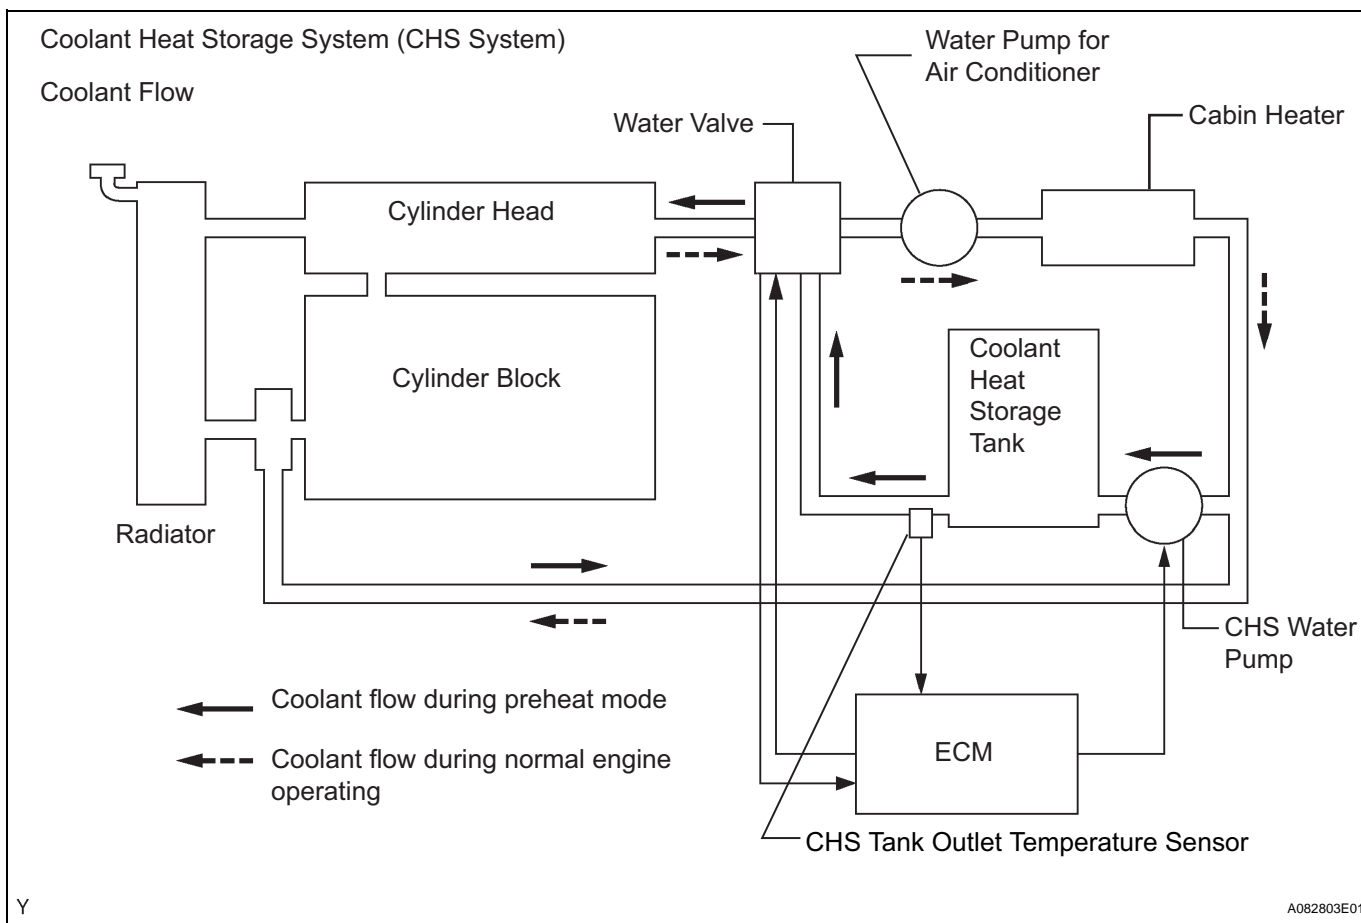 Coolant Heat Storage System (CHS System)
Coolant Flow
Water Pump for
Air Conditioner
Water Valve
Cabin Heater
Cylinder Head
Cylinder Block
Coolant
Heat
Storage
Tank
Radiator
CHS Water
Pump
Coolant flow during preheat mode
Coolant flow during normal engine
operating
ECM
CHS Tank Outlet Temperature Sensor
Y
A082803E01